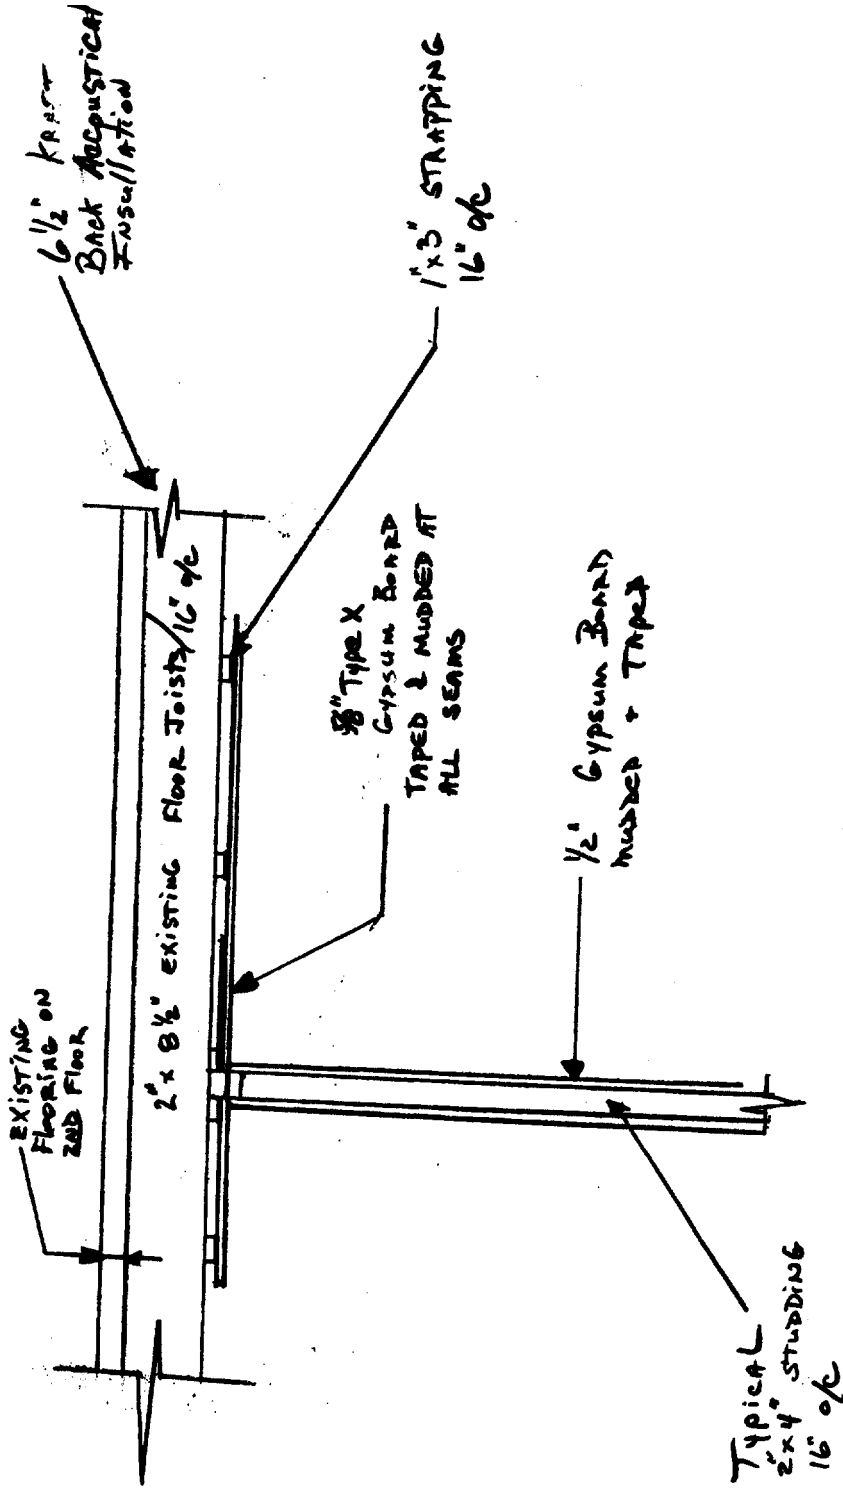 EXISTING
FLOORING ON
2ND FLOOR
2" x 8½" EXISTING FLOOR JOISTS/16" o/c
6½" KRAFT
BACK ACCOUSTICAL
INSULLATION
1"x3" STRAPPING
16" o/c
5/8" TYPE X
GYPSUM BOARD
TAPED & MUDDED AT
ALL SEAMS
½" GYPSUM BOARD
MUDDED + TAPED
TYPICAL
2"x4" STUDDING
16" o/c